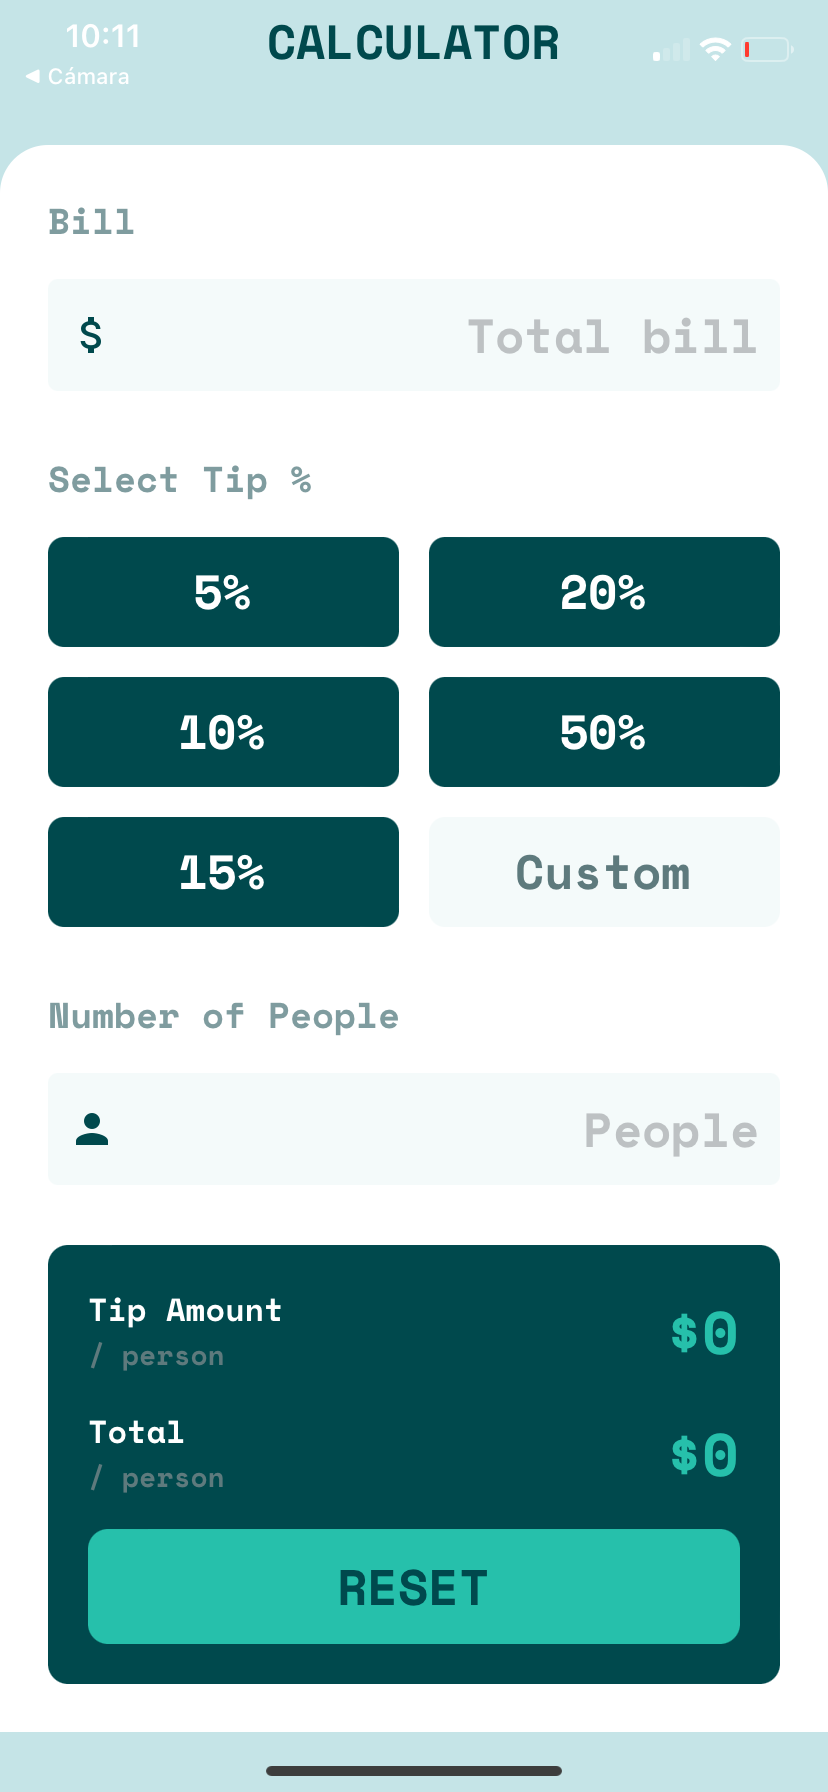 10:11
CALCULATOR
◀ Cámara
Bill
$ Total bill
Select Tip %
5% 20%
10% 50%
15% Custom
Number of People
People
Tip Amount
/ person
$0
Total
/ person
$0
RESET